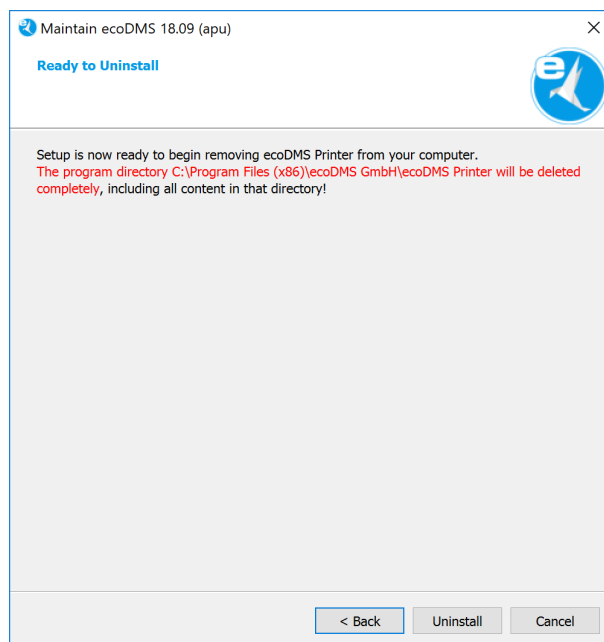 Maintain ecoDMS 18.09 (apu)
Ready to Uninstall
e
Setup is now ready to begin removing ecoDMS Printer from your computer.
The program directory C:\Program Files (x86)\ecoDMS GmbH\ecoDMS Printer will be deleted
completely, including all content in that directory!
< Back
Uninstall
Cancel